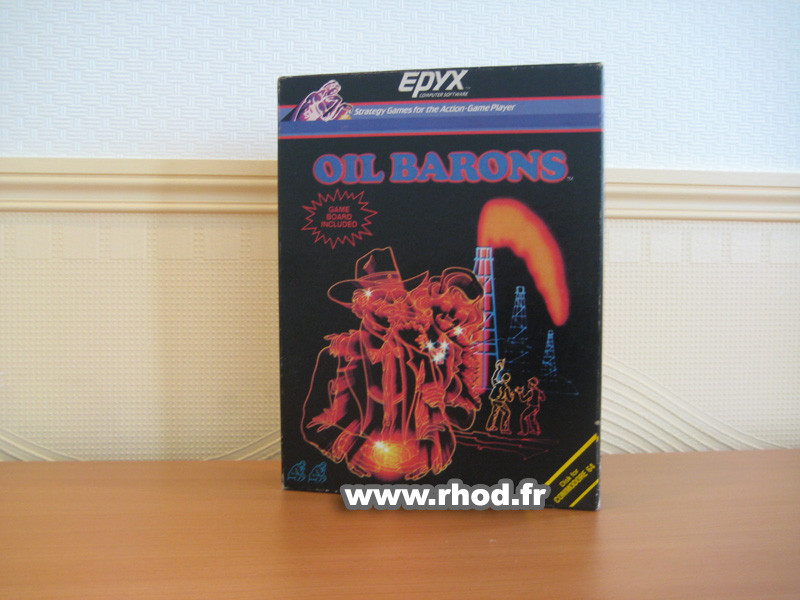 EPYX
COMPUTER SOFTWARE
Strategy Games for the Action-Game Player
OIL BARONS™
GAME
BOARD
INCLUDED
Disk for
COMMODORE 64
www.rhod.fr